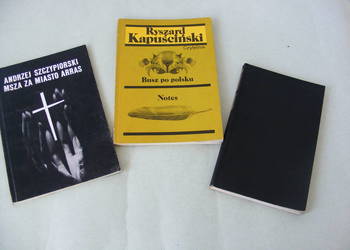 ANDRZEJ SZCZYPIORSKI
MSZA ZA MIASTO ARRAS
Ryszard
Kapuściński
Czytelnik
Busz po polsku
Notes